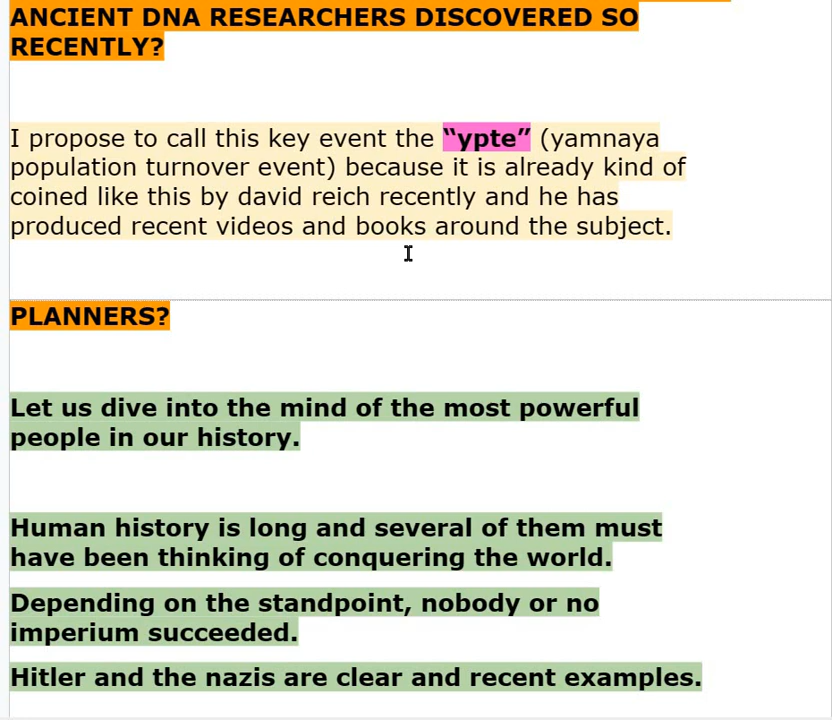 ANCIENT DNA RESEARCHERS DISCOVERED SO
RECENTLY?
I propose to call this key event the “ypte” (yamnaya
population turnover event) because it is already kind of
coined like this by david reich recently and he has
produced recent videos and books around the subject.
PLANNERS?
Let us dive into the mind of the most powerful
people in our history.
Human history is long and several of them must
have been thinking of conquering the world.
Depending on the standpoint, nobody or no
imperium succeeded.
Hitler and the nazis are clear and recent examples.